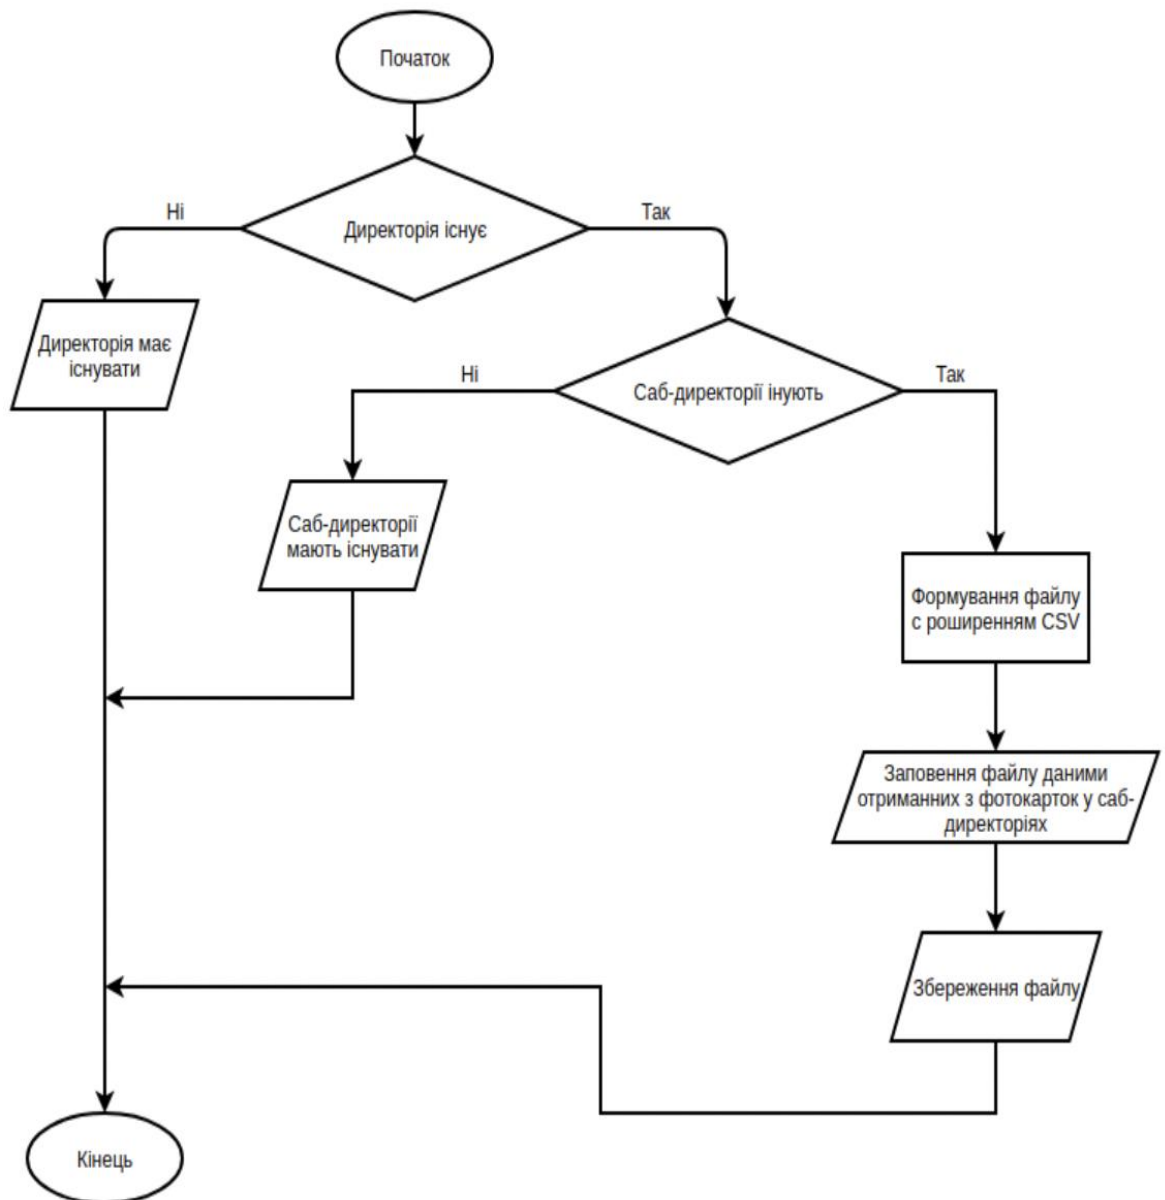 Початок
Директорія існує
Ні
Так
Директорія має
існувати
Саб-директорії інують
Ні
Так
Саб-директорії
мають існувати
Формування файлу
с роширенням CSV
Заповення файлу даними
отриманних з фотокарток у саб-
директоріях
Збереження файлу
Кінець